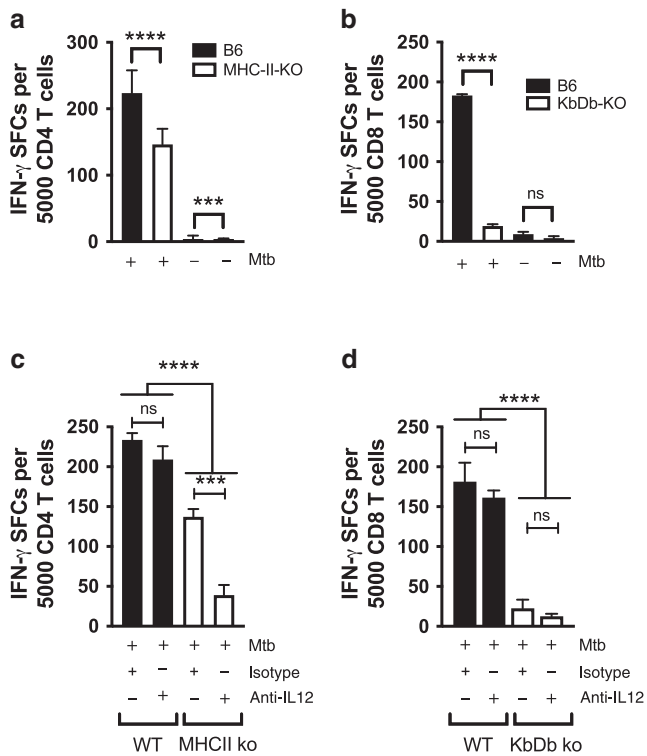 a
IFN-γ SFCs per
5000 CD4 T cells
300
200
100
0
****
***
B6
MHC-II-KO
+ + – – Mtb
b
IFN-γ SFCs per
5000 CD8 T cells
250
200
150
100
50
0
****
ns
B6
KbDb-KO
+ + – – Mtb
c
IFN-γ SFCs per
5000 CD4 T cells
250
200
150
100
50
0
****
ns
***
+ + + + Mtb
+ – + – Isotype
– + – + Anti-IL12
WT MHCII ko
d
IFN-γ SFCs per
5000 CD8 T cells
250
200
150
100
50
0
****
ns
ns
+ + + + Mtb
+ – + – Isotype
– + – + Anti-IL12
WT KbDb ko